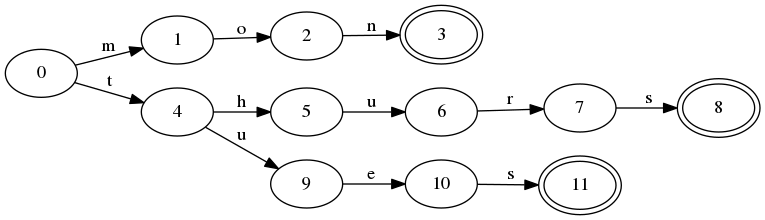 0 m 1 o 2 n 3
t 4 h 5 u 6 r 7 s 8
u 9 e 10 s 11